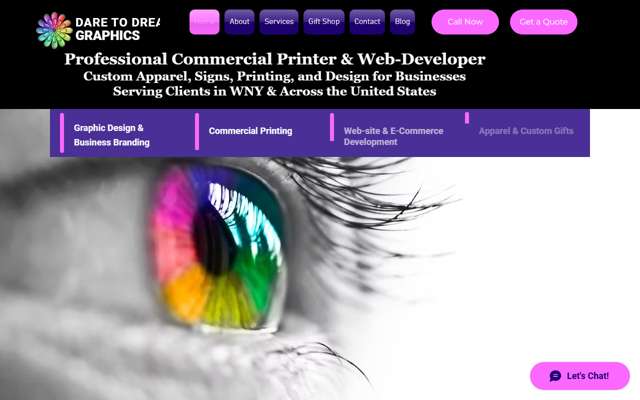 DARE TO DREA
GRAPHICS
About
Services
Gift Shop
Contact
Blog
Call Now
Get a Quote
Professional Commercial Printer & Web-Developer
Custom Apparel, Signs, Printing, and Design for Businesses
Serving Clients in WNY & Across the United States
Graphic Design &
Business Branding
Commercial Printing
Web-site & E-Commerce
Development
Apparel & Custom Gifts
Let's Chat!